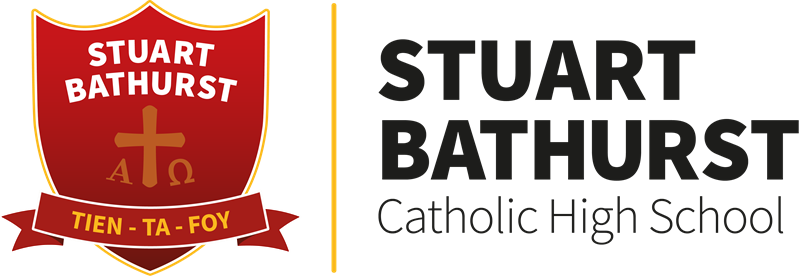 STUART
BATHURST
Α Ω
TIEN - TA - FOY
STUART
BATHURST
Catholic High School